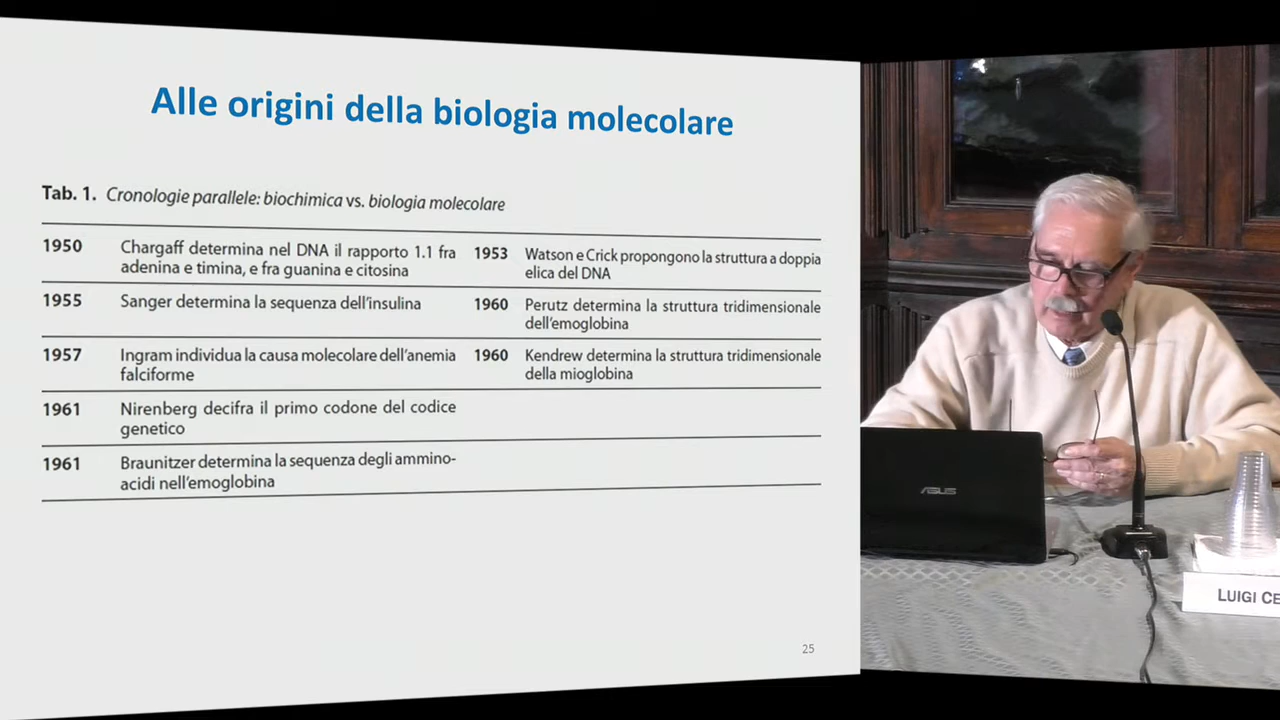 Alle origini della biologia molecolare
Tab. 1. Cronologie parallele: biochimica vs. biologia molecolare
1950 Chargaff determina nel DNA il rapporto 1.1 fra
adenina e timina, e fra guanina e citosina
1953 Watson e Crick propongono la struttura a doppia
elica del DNA
1955 Sanger determina la sequenza dell'insulina
1960 Perutz determina la struttura tridimensionale
dell'emoglobina
1957 Ingram individua la causa molecolare dell'anemia
falciforme
1960 Kendrew determina la struttura tridimensionale
della mioglobina
1961 Nirenberg decifra il primo codone del codice
genetico
1961 Braunitzer determina la sequenza degli ammino-
acidi nell'emoglobina
25
ASUS
LUIGI CE